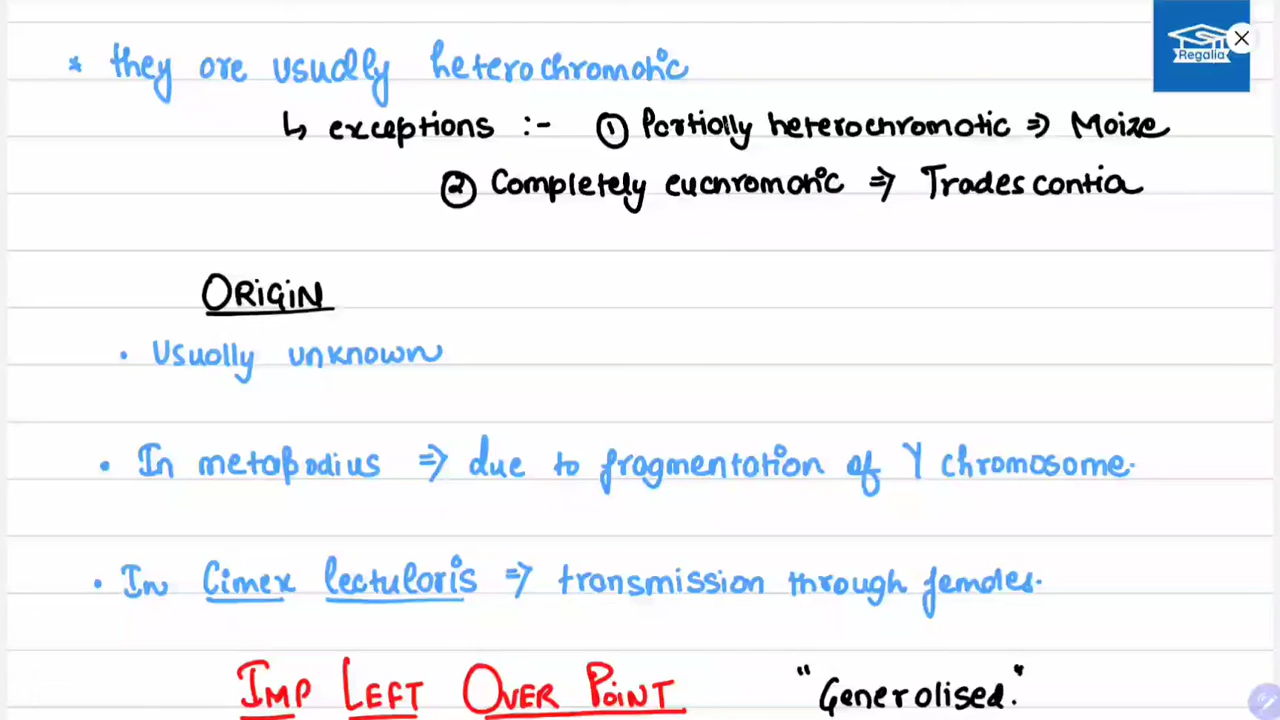 Regalia
* they are usually heterochromatic
↳ exceptions :- ① Partially heterochromatic ⇒ Maize
② Completely euchromatic ⇒ Tradescantia
ORIGIN
• Usually unknown
• In metapodius ⇒ due to fragmentation of Y chromosome.
• In Cimex lectularis ⇒ transmission through females.
IMP LEFT OVER POINT "Generalised."